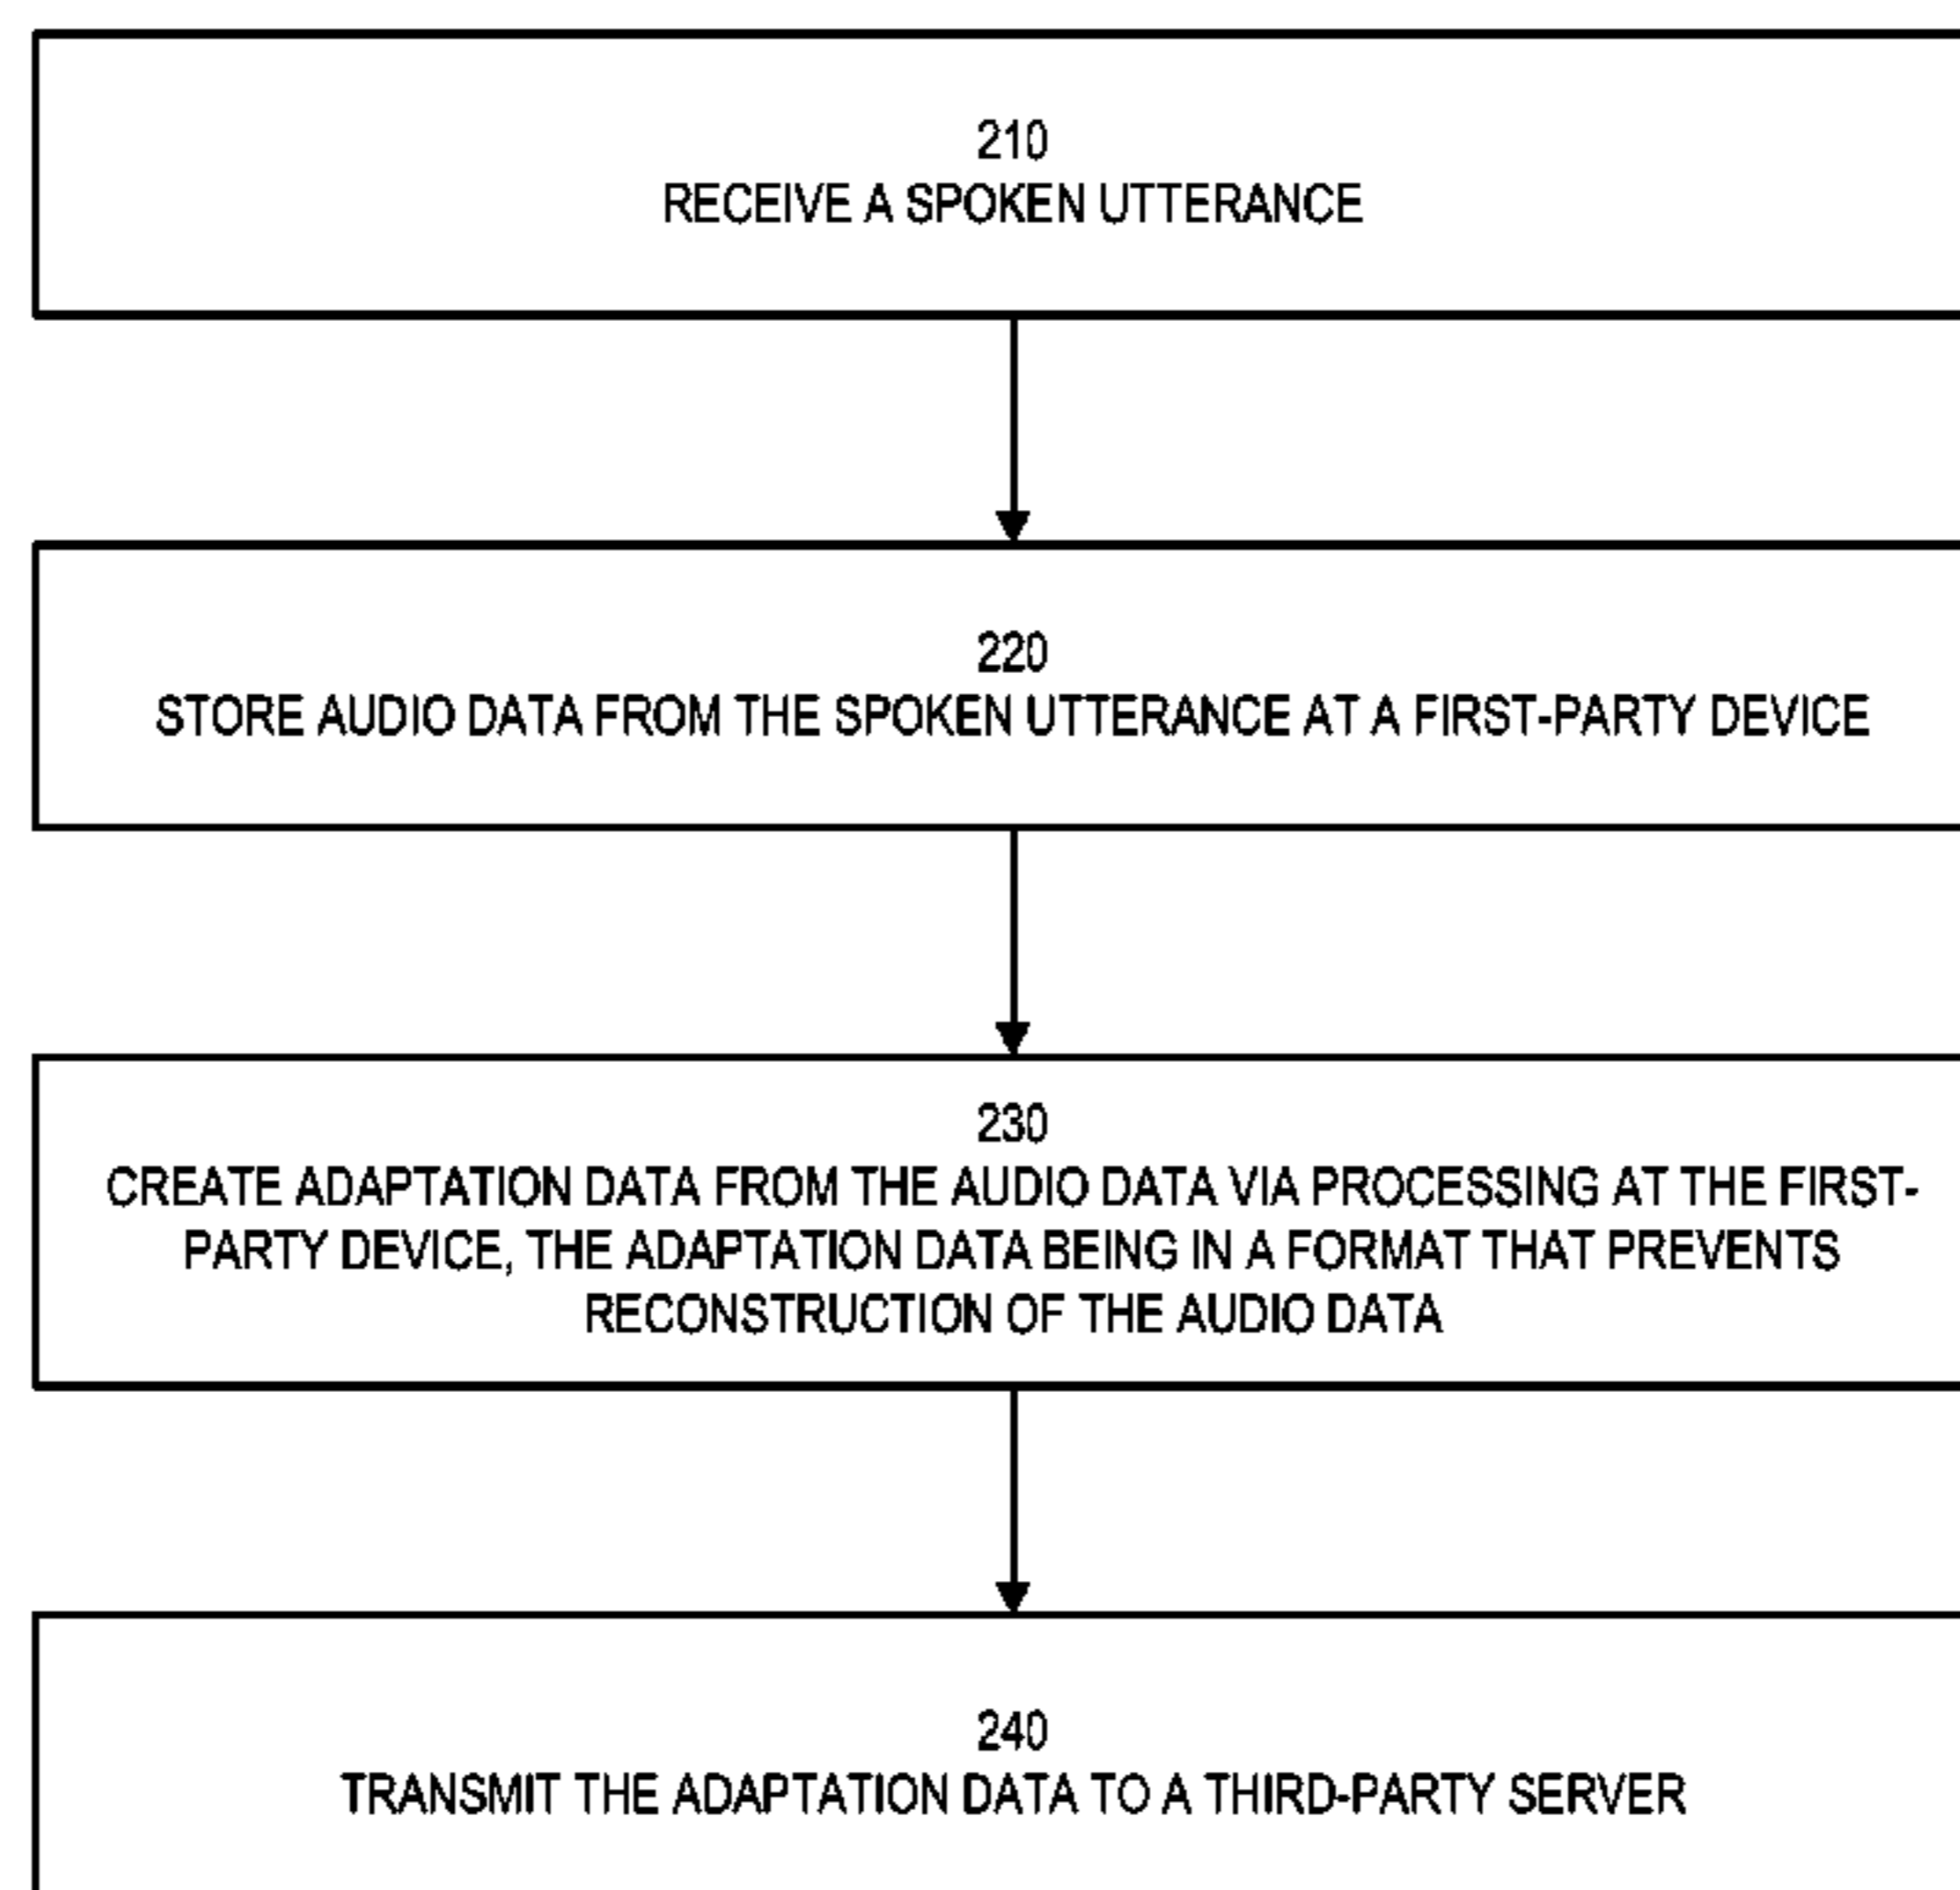 210
RECEIVE A SPOKEN UTTERANCE
220
STORE AUDIO DATA FROM THE SPOKEN UTTERANCE AT A FIRST-PARTY DEVICE
230
CREATE ADAPTATION DATA FROM THE AUDIO DATA VIA PROCESSING AT THE FIRST-
PARTY DEVICE, THE ADAPTATION DATA BEING IN A FORMAT THAT PREVENTS
RECONSTRUCTION OF THE AUDIO DATA
240
TRANSMIT THE ADAPTATION DATA TO A THIRD-PARTY SERVER